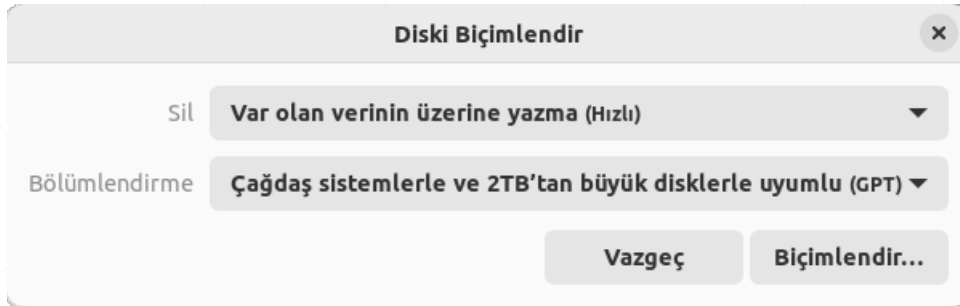 Diski Biçimlendir
Sil Var olan verinin üzerine yazma (Hızlı)
Bölümlendirme Çağdaş sistemlerle ve 2TB’tan büyük disklerle uyumlu (GPT)
Vazgeç Biçimlendir...